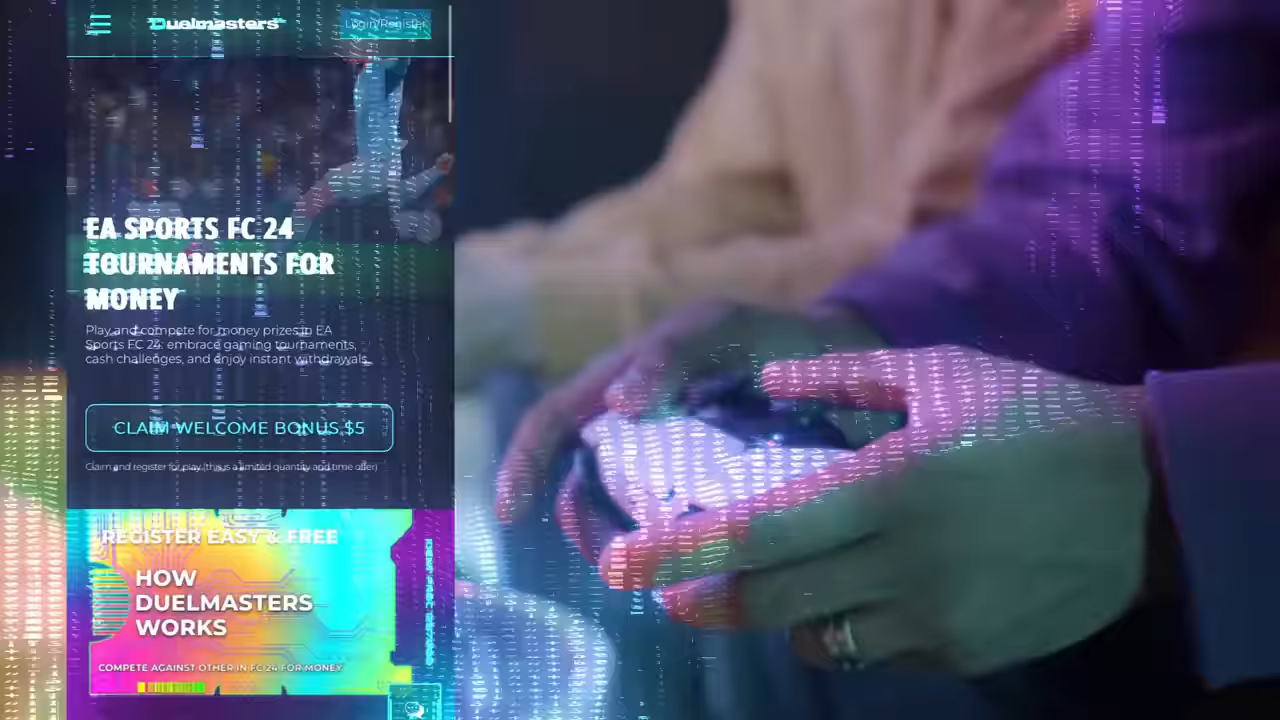 Duelmasters
Login/Register
EA SPORTS FC 24
TOURNAMENTS FOR
MONEY
Play and compete for money prizes in EA
Sports FC 24: embrace gaming tournaments,
cash challenges, and enjoy instant withdrawals.
CLAIM WELCOME BONUS $5
Claim and register for play (this is a limited quantity and time offer)
REGISTER EASY & FREE
HOW
DUELMASTERS
WORKS
COMPETE AGAINST OTHER IN FC 24 FOR MONEY